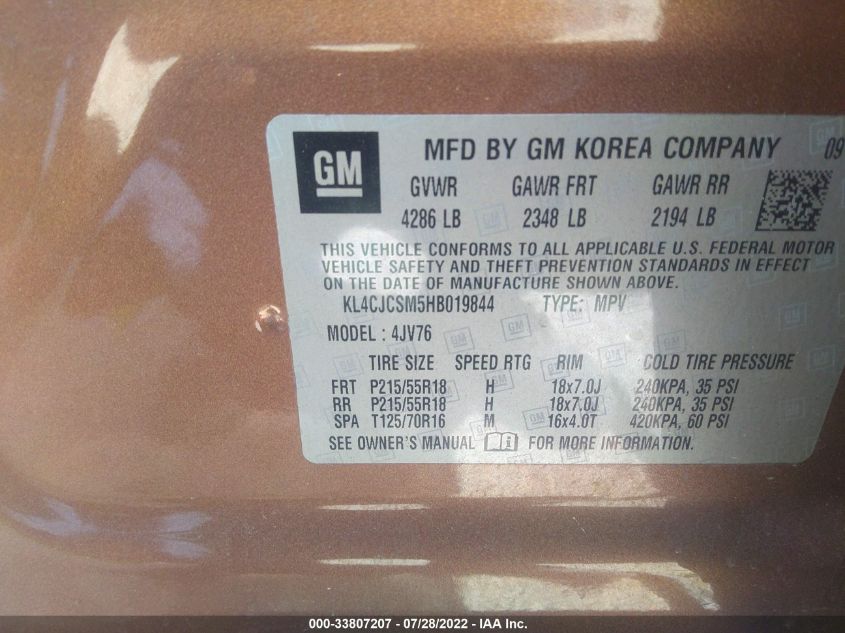 GM
MFD BY GM KOREA COMPANY 09
GVWR GAWR FRT GAWR RR
4286 LB 2348 LB 2194 LB
THIS VEHICLE CONFORMS TO ALL APPLICABLE U.S. FEDERAL MOTOR
VEHICLE SAFETY AND THEFT PREVENTION STANDARDS IN EFFECT
ON THE DATE OF MANUFACTURE SHOWN ABOVE.
KL4CJCSM5HB019844 TYPE: MPV
MODEL : 4JV76
TIRE SIZE SPEED RTG RIM COLD TIRE PRESSURE
FRT P215/55R18 H 18x7.0J 240KPA, 35 PSI
RR P215/55R18 H 18x7.0J 240KPA, 35 PSI
SPA T125/70R16 M 16x4.0T 420KPA, 60 PSI
SEE OWNER'S MANUAL FOR MORE INFORMATION.
000-33807207 - 07/28/2022 - IAA Inc.